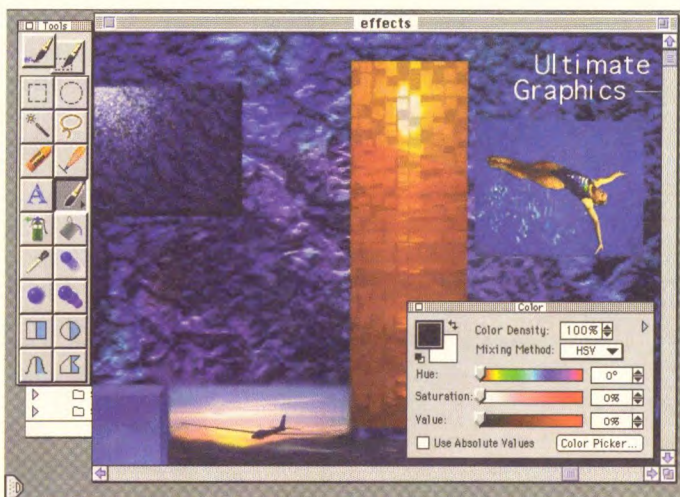 Tools
effects
Ultimate
Graphics —
A
Color
Color Density: 100%
Mixing Method: HSV
Hue: 0°
Saturation: 0%
Value: 0%
Use Absolute Values Color Picker...